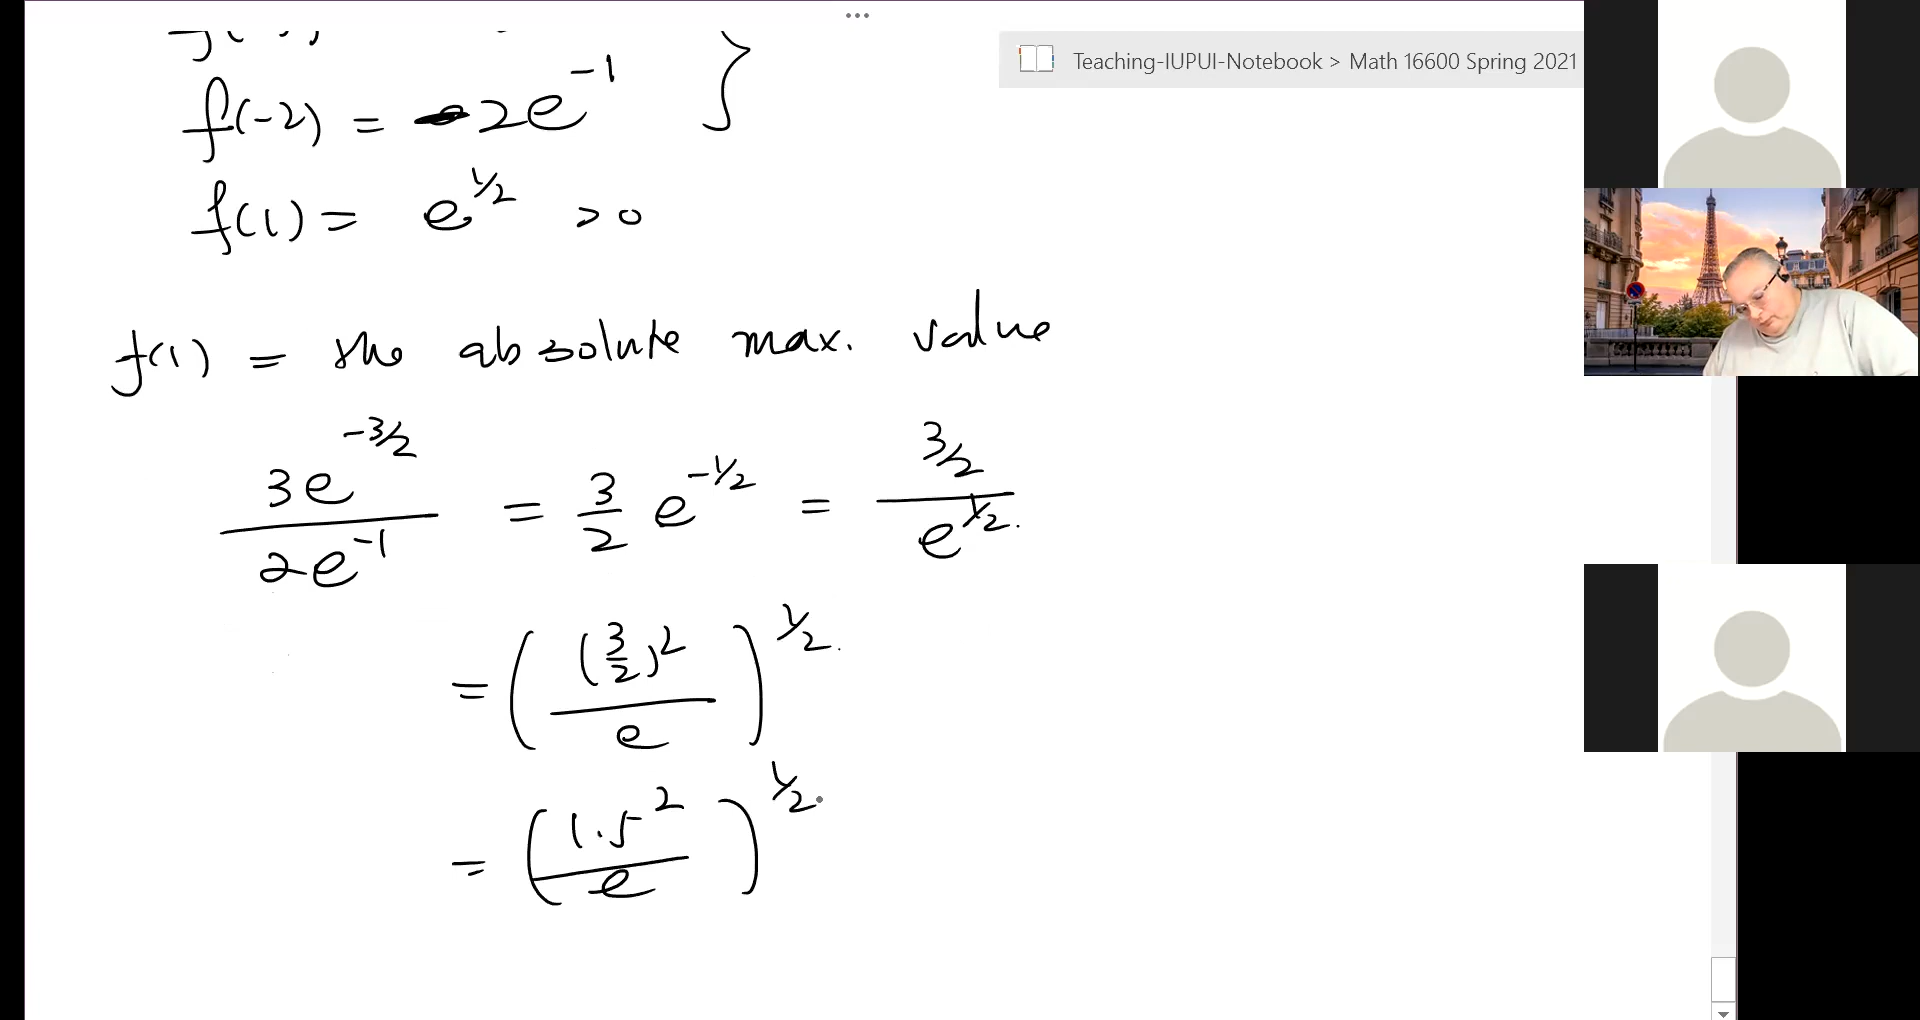 Teaching-IUPUI-Notebook > Math 16600 Spring 2021
f(-2) = -2e^{-1} }
f(1) = e^{1/2} >0
f(1) = the absolute max. value
3e^{-3/2} / 2e^{-1} = 3/2 e^{-1/2} = 3/2 / e^{1/2}.
= ( (3/2)^2 / e )^{1/2}.
= ( 1.5^2 / e )^{1/2}